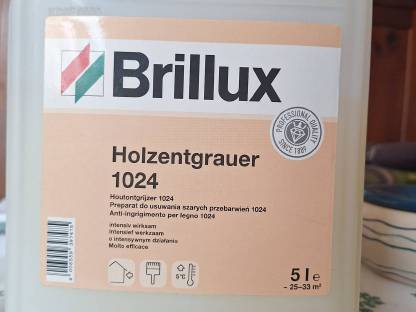 Brillux
PROFESSIONAL QUALITY
SINCE 1889
Holzentgrauer
1024
Houtontgrijzer 1024
Preparat do usuwania szarych przebarwień 1024
Anti-ingrigimento per legno 1024
intensiv wirksam
intensief werkzaam
o intensywnym działaniu
Molto efficace
5°C
5 l e
~ 25–33 m²